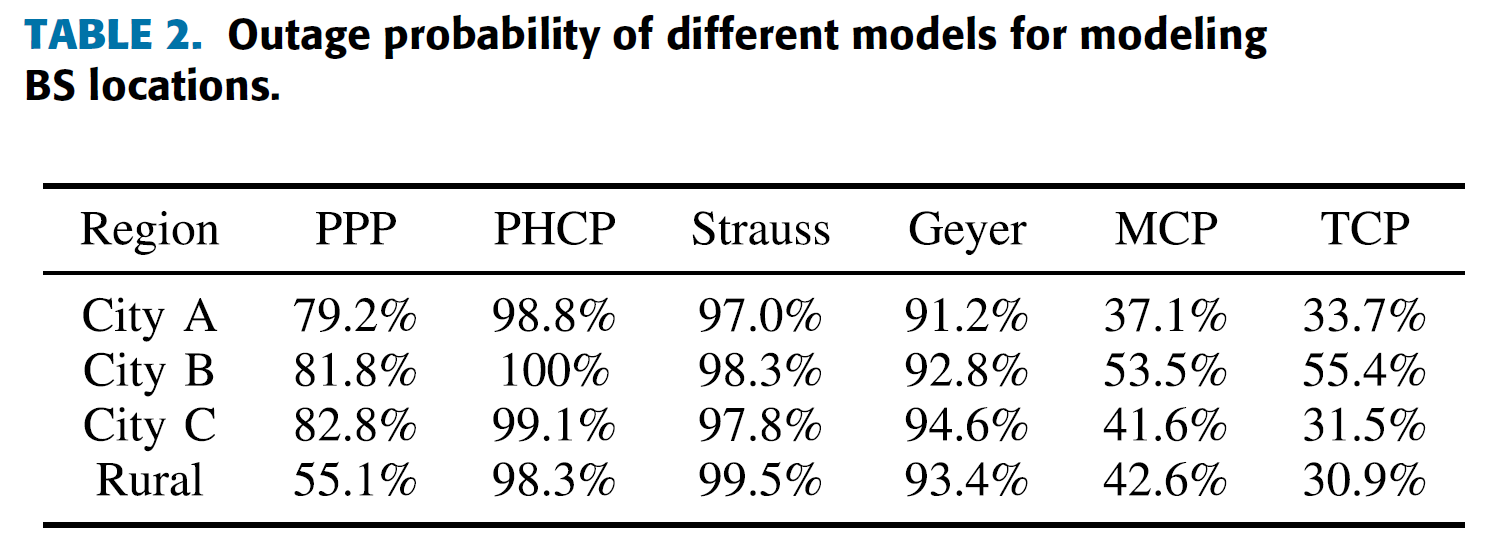 TABLE 2. Outage probability of different models for modeling
BS locations.
Region PPP PHCP Strauss Geyer MCP TCP
City A 79.2% 98.8% 97.0% 91.2% 37.1% 33.7%
City B 81.8% 100% 98.3% 92.8% 53.5% 55.4%
City C 82.8% 99.1% 97.8% 94.6% 41.6% 31.5%
Rural 55.1% 98.3% 99.5% 93.4% 42.6% 30.9%